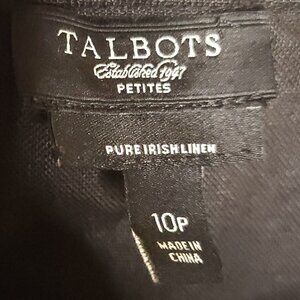 TALBOTS
Established 1947
PETITES
PURE IRISH LINEN
10P
MADE IN
CHINA